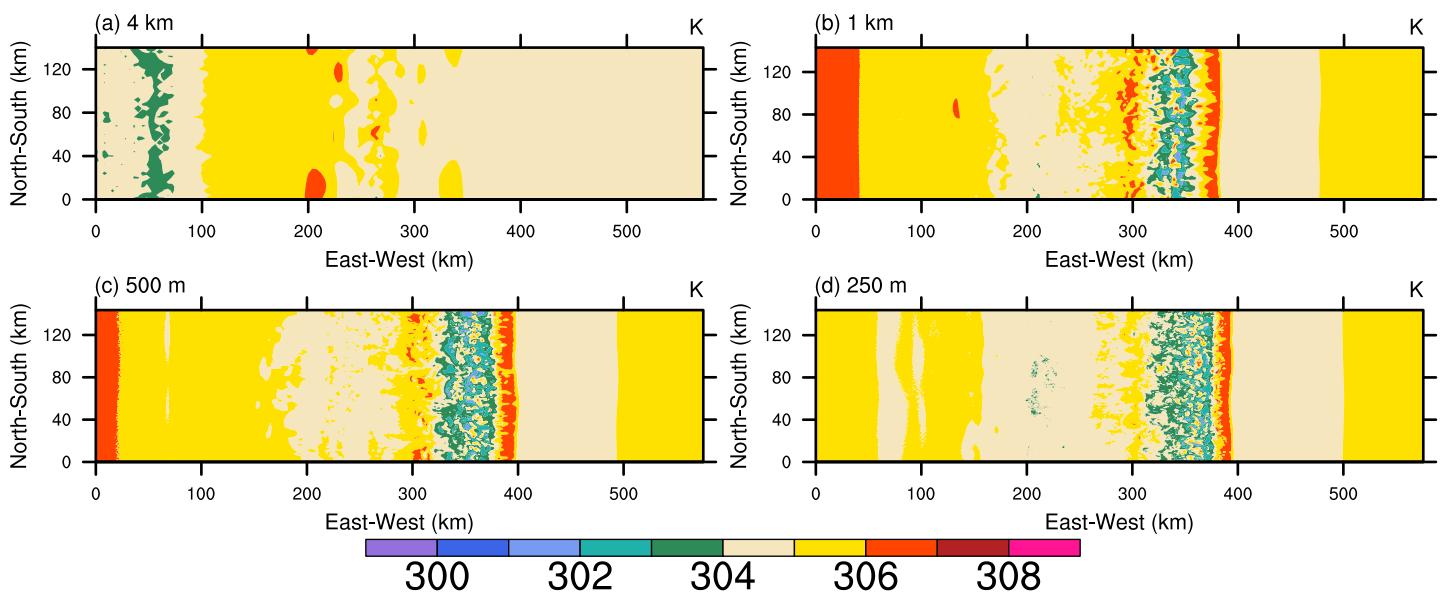 (a) 4 km K
North-South (km)
120
80
40
0
0 100 200 300 400 500
East-West (km)
(b) 1 km K
North-South (km)
120
80
40
0
0 100 200 300 400 500
East-West (km)
(c) 500 m K
North-South (km)
120
80
40
0
0 100 200 300 400 500
East-West (km)
(d) 250 m K
North-South (km)
120
80
40
0
0 100 200 300 400 500
East-West (km)
300 302 304 306 308